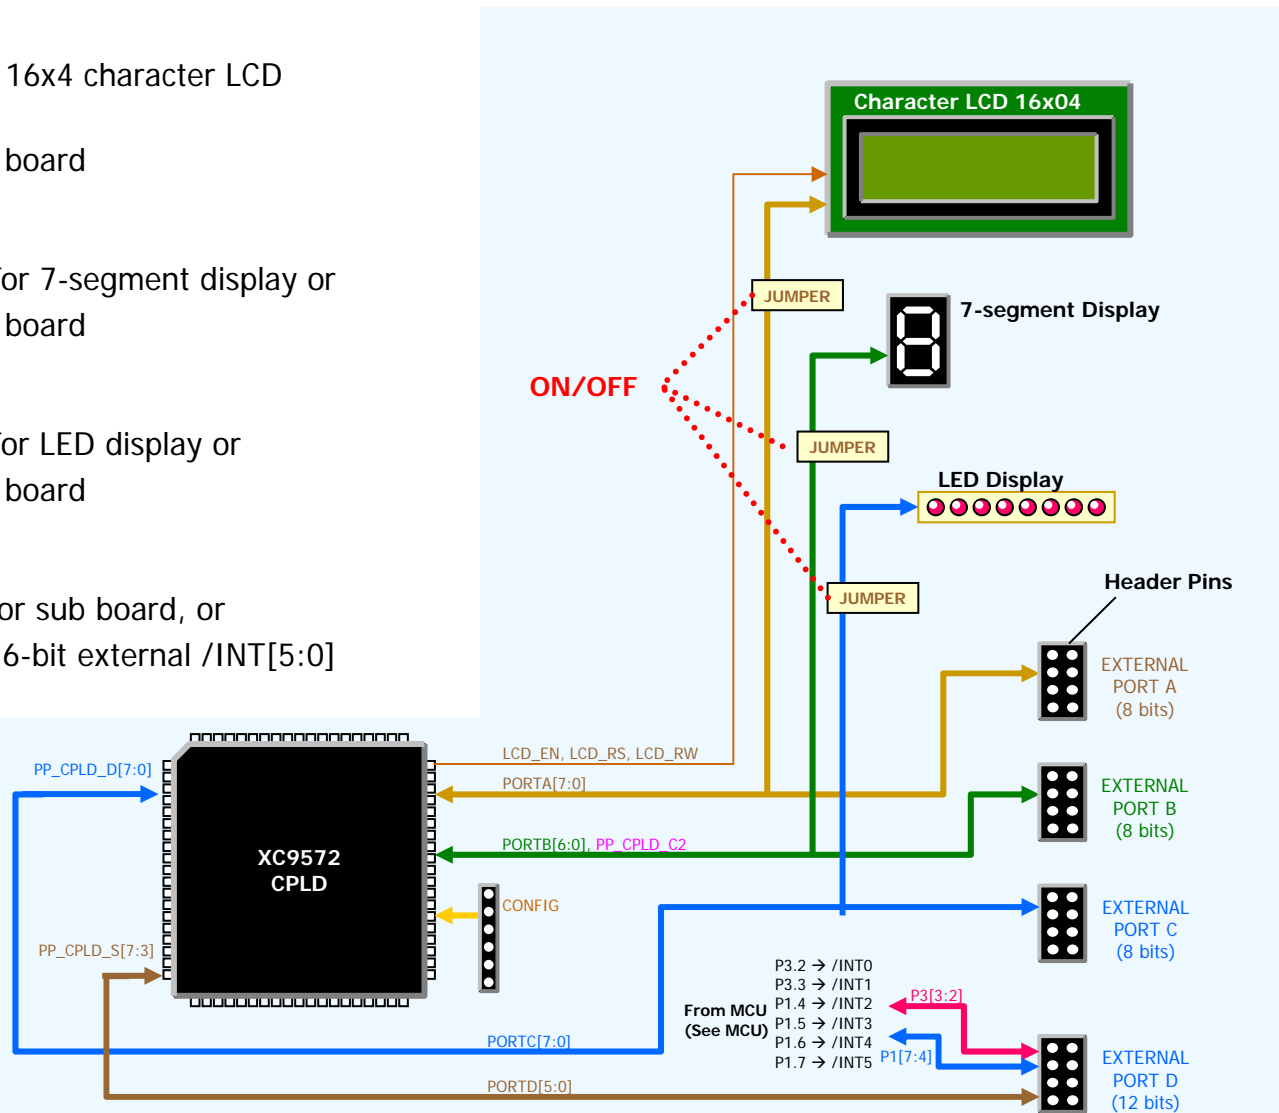 16x4 character LCD
board
for 7-segment display or
board
for LED display or
board
or sub board, or
6-bit external /INT[5:0]
Character LCD 16x04
JUMPER
7-segment Display
ON/OFF
JUMPER
LED Display
JUMPER
Header Pins
EXTERNAL
PORT A
(8 bits)
LCD_EN, LCD_RS, LCD_RW
PP_CPLD_D[7:0]
PORTA[7:0]
EXTERNAL
PORT B
(8 bits)
PORTB[6:0], PP_CPLD_C2
XC9572
CPLD
CONFIG
EXTERNAL
PORT C
(8 bits)
PP_CPLD_S[7:3]
P3.2 → /INT0
P3.3 → /INT1
P1.4 → /INT2
P1.5 → /INT3
P1.6 → /INT4
P1.7 → /INT5
From MCU
(See MCU)
P3[3:2]
P1[7:4]
PORTC[7:0]
EXTERNAL
PORT D
(12 bits)
PORTD[5:0]